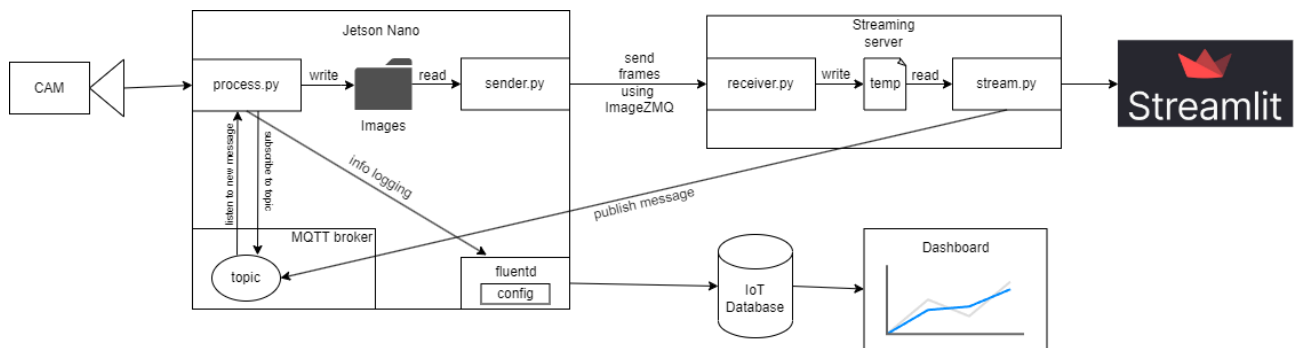 Jetson Nano
Streaming
server
CAM
process.py
write
Images
read
sender.py
send
frames
using
ImageZMQ
receiver.py
write
temp
read
stream.py
Streamlit
listen to new message
subscribe to topic
info logging
publish message
MQTT broker
topic
fluentd
config
IoT
Database
Dashboard